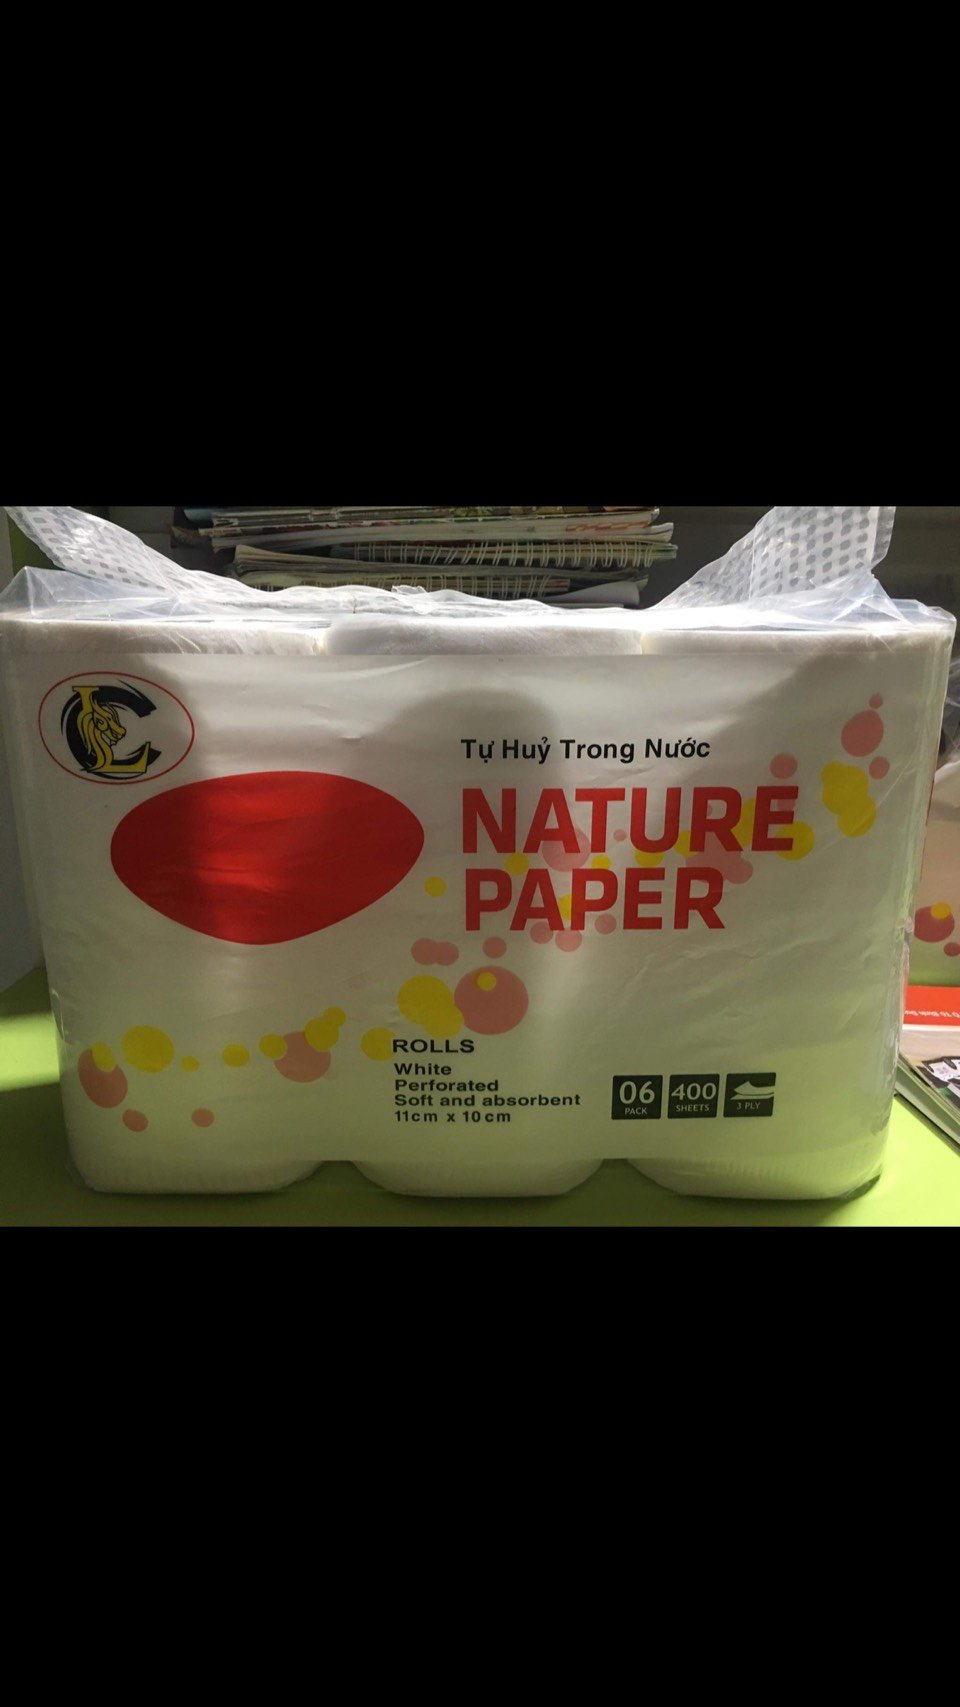 Tự Huỷ Trong Nước
NATURE
PAPER
ROLLS
White
Perforated
Soft and absorbent
11cm x 10cm
06
PACK
400
SHEETS
3 PLY